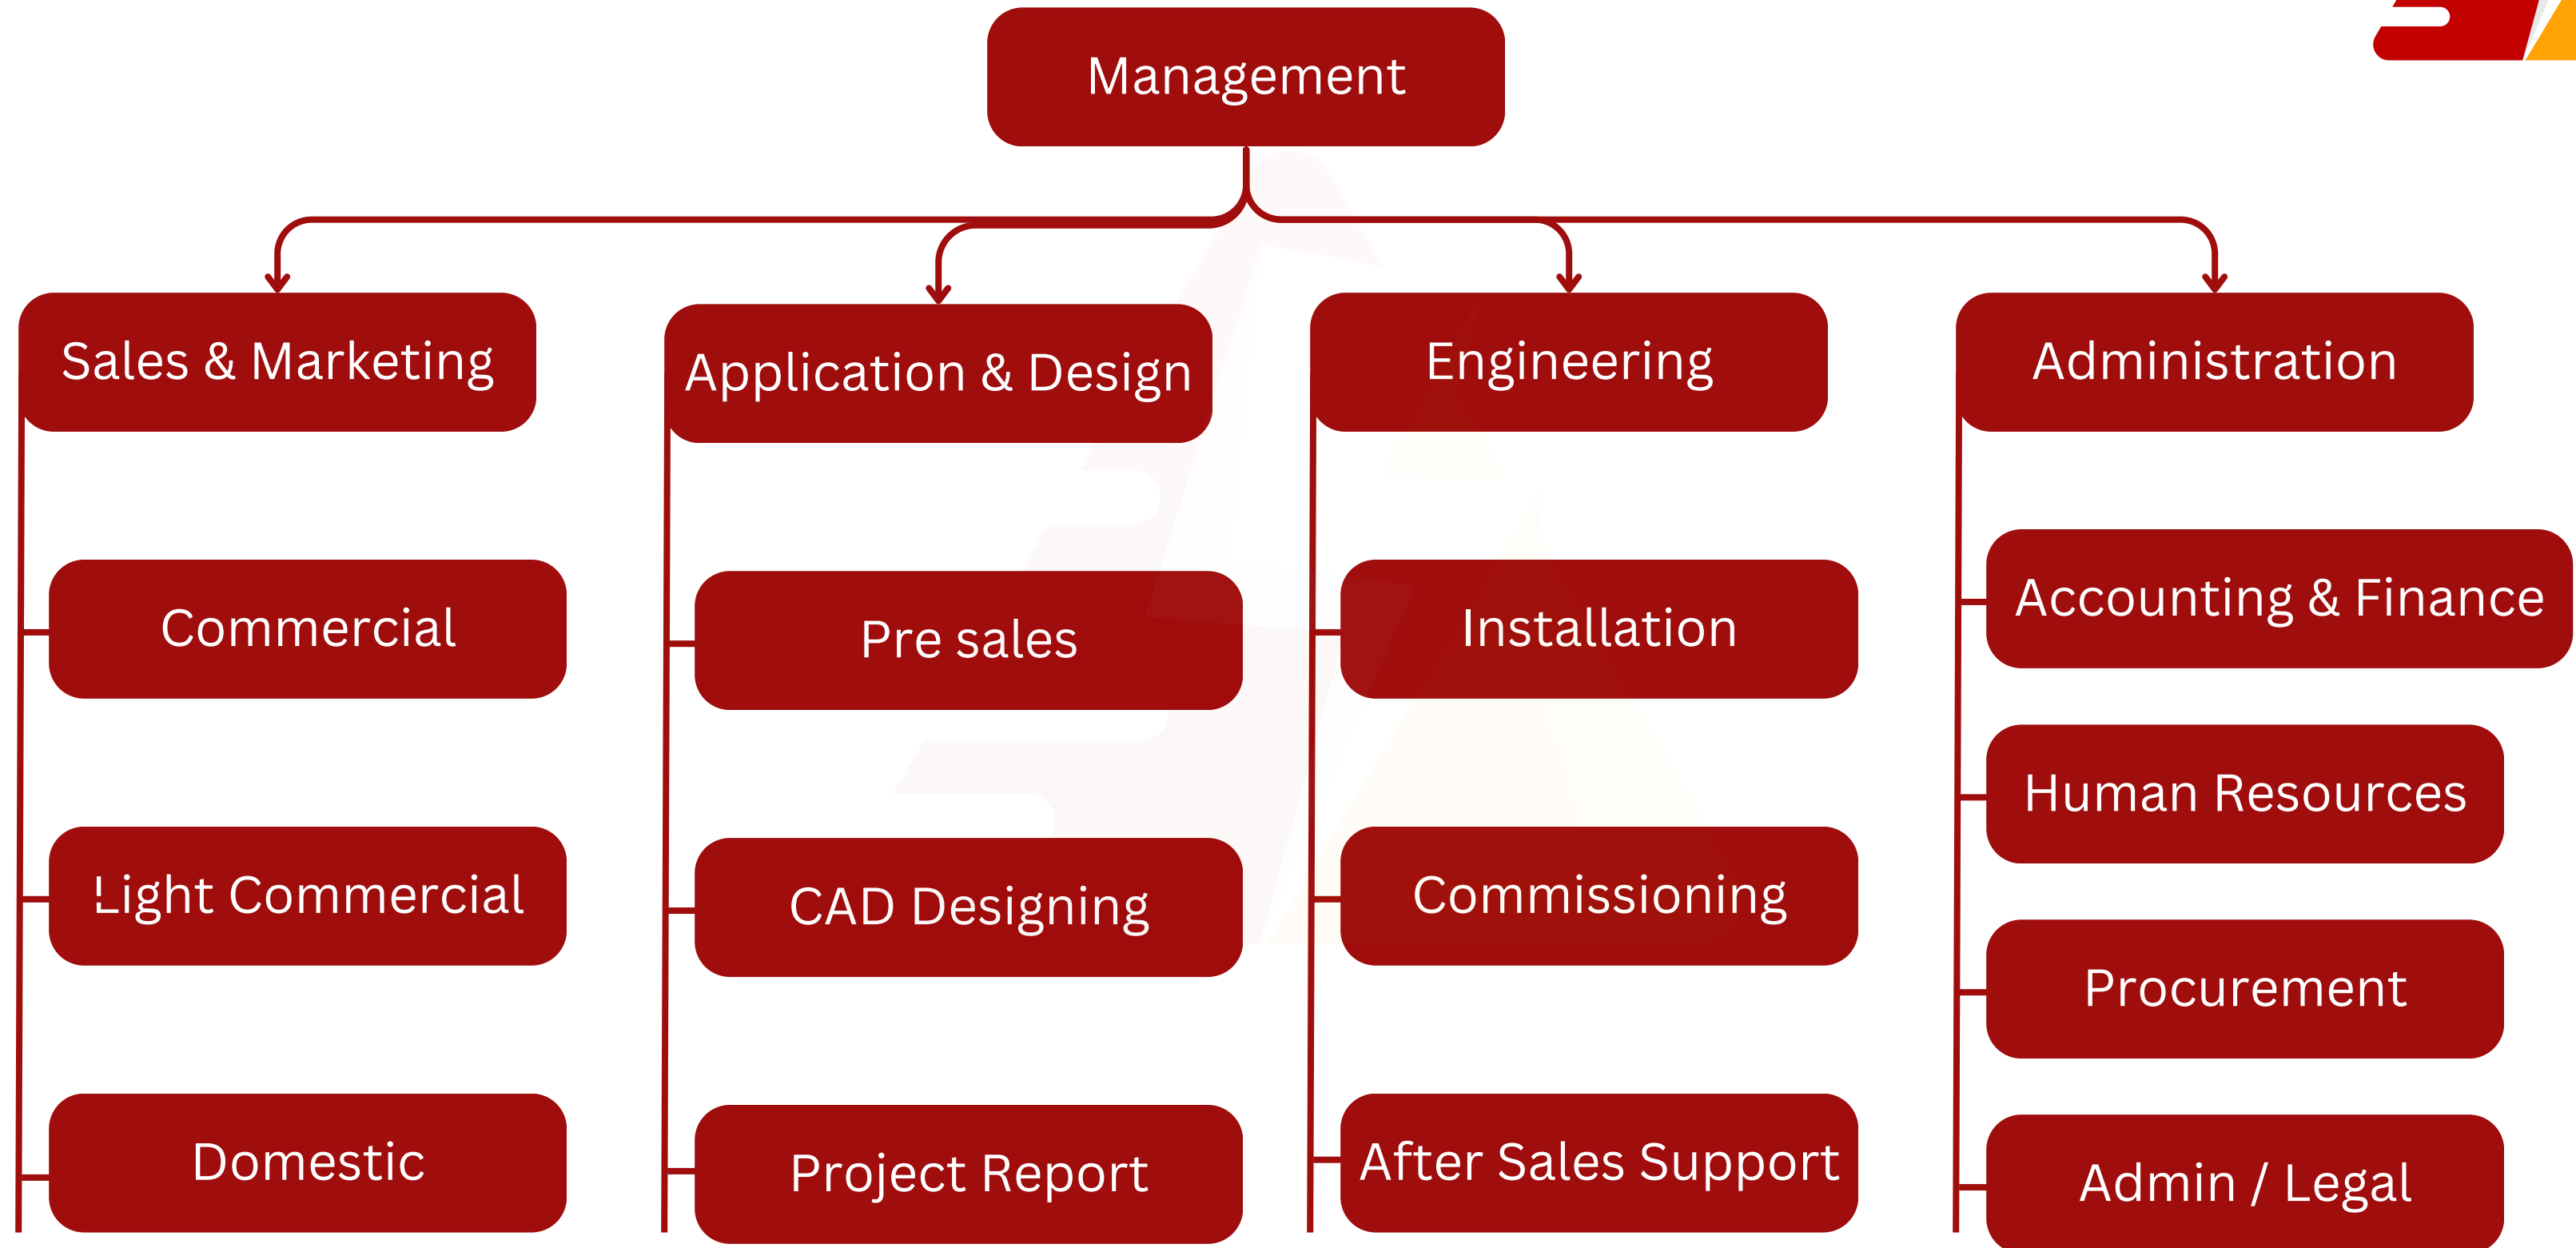 Management
Sales & Marketing
Application & Design
Engineering
Administration
Commercial
Light Commercial
Domestic
Pre sales
CAD Designing
Project Report
Installation
Commissioning
After Sales Support
Accounting & Finance
Human Resources
Procurement
Admin / Legal